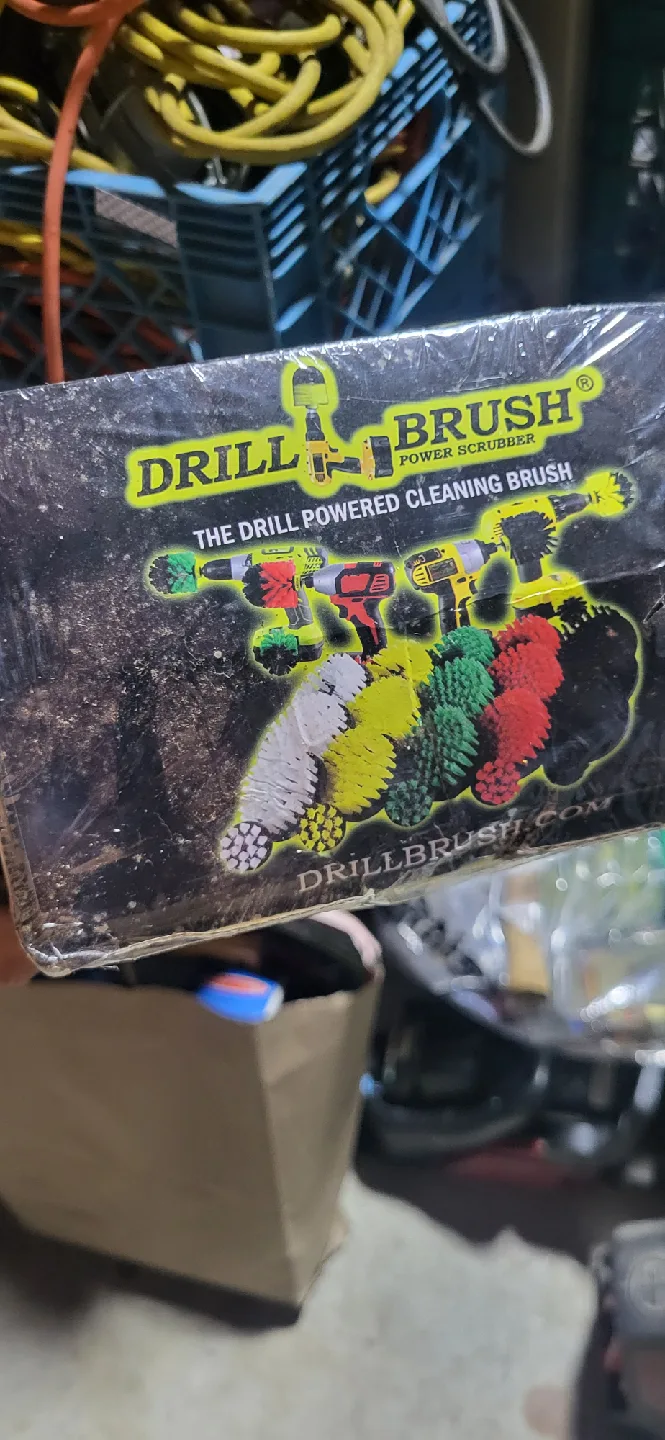 DRILL BRUSH®
POWER SCRUBBER
THE DRILL POWERED CLEANING BRUSH
DRILLBRUSH.COM